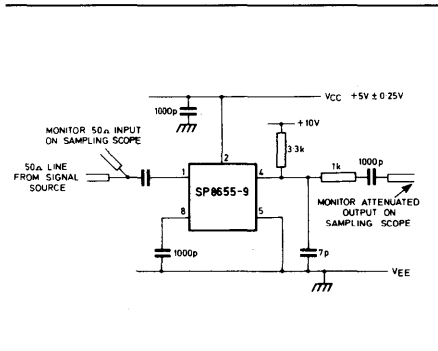 VCC +5V ± 0·25V
1000p
+10V
MONITOR 50Ω INPUT
ON SAMPLING SCOPE
3·3k
2
50Ω LINE
FROM SIGNAL
SOURCE
1
4
1k
1000p
SP8655-9
MONITOR ATTENUATED
OUTPUT ON
SAMPLING SCOPE
8
5
1000p
7p
VEE